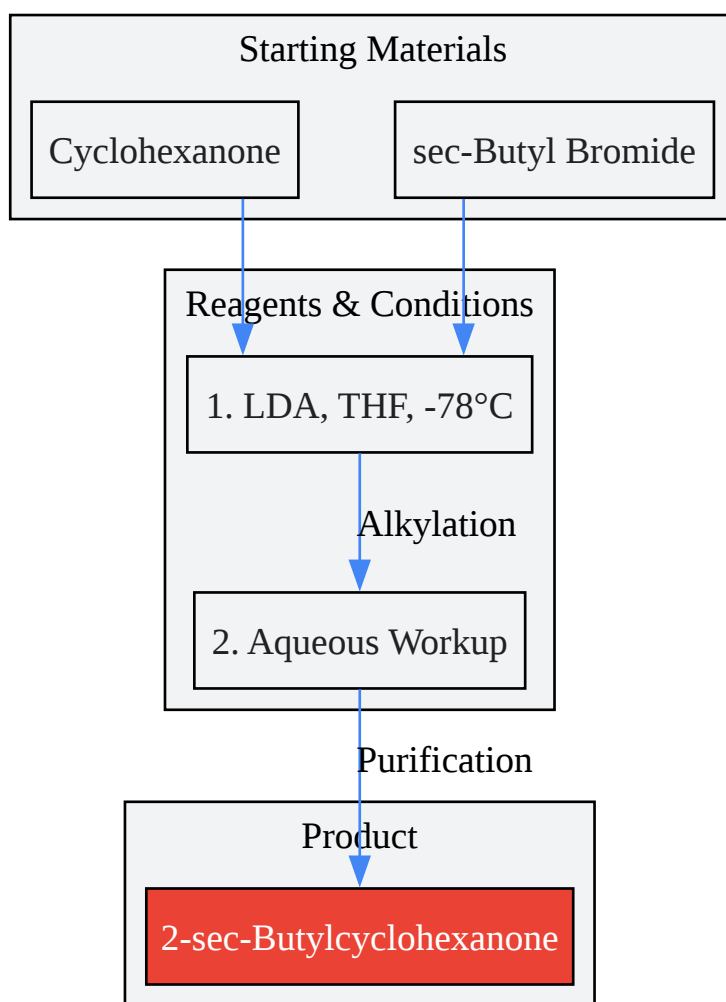 Starting Materials
Cyclohexanone
sec-Butyl Bromide
Reagents & Conditions
1. LDA, THF, -78°C
Alkylation
2. Aqueous Workup
Purification
Product
2-sec-Butylcyclohexanone